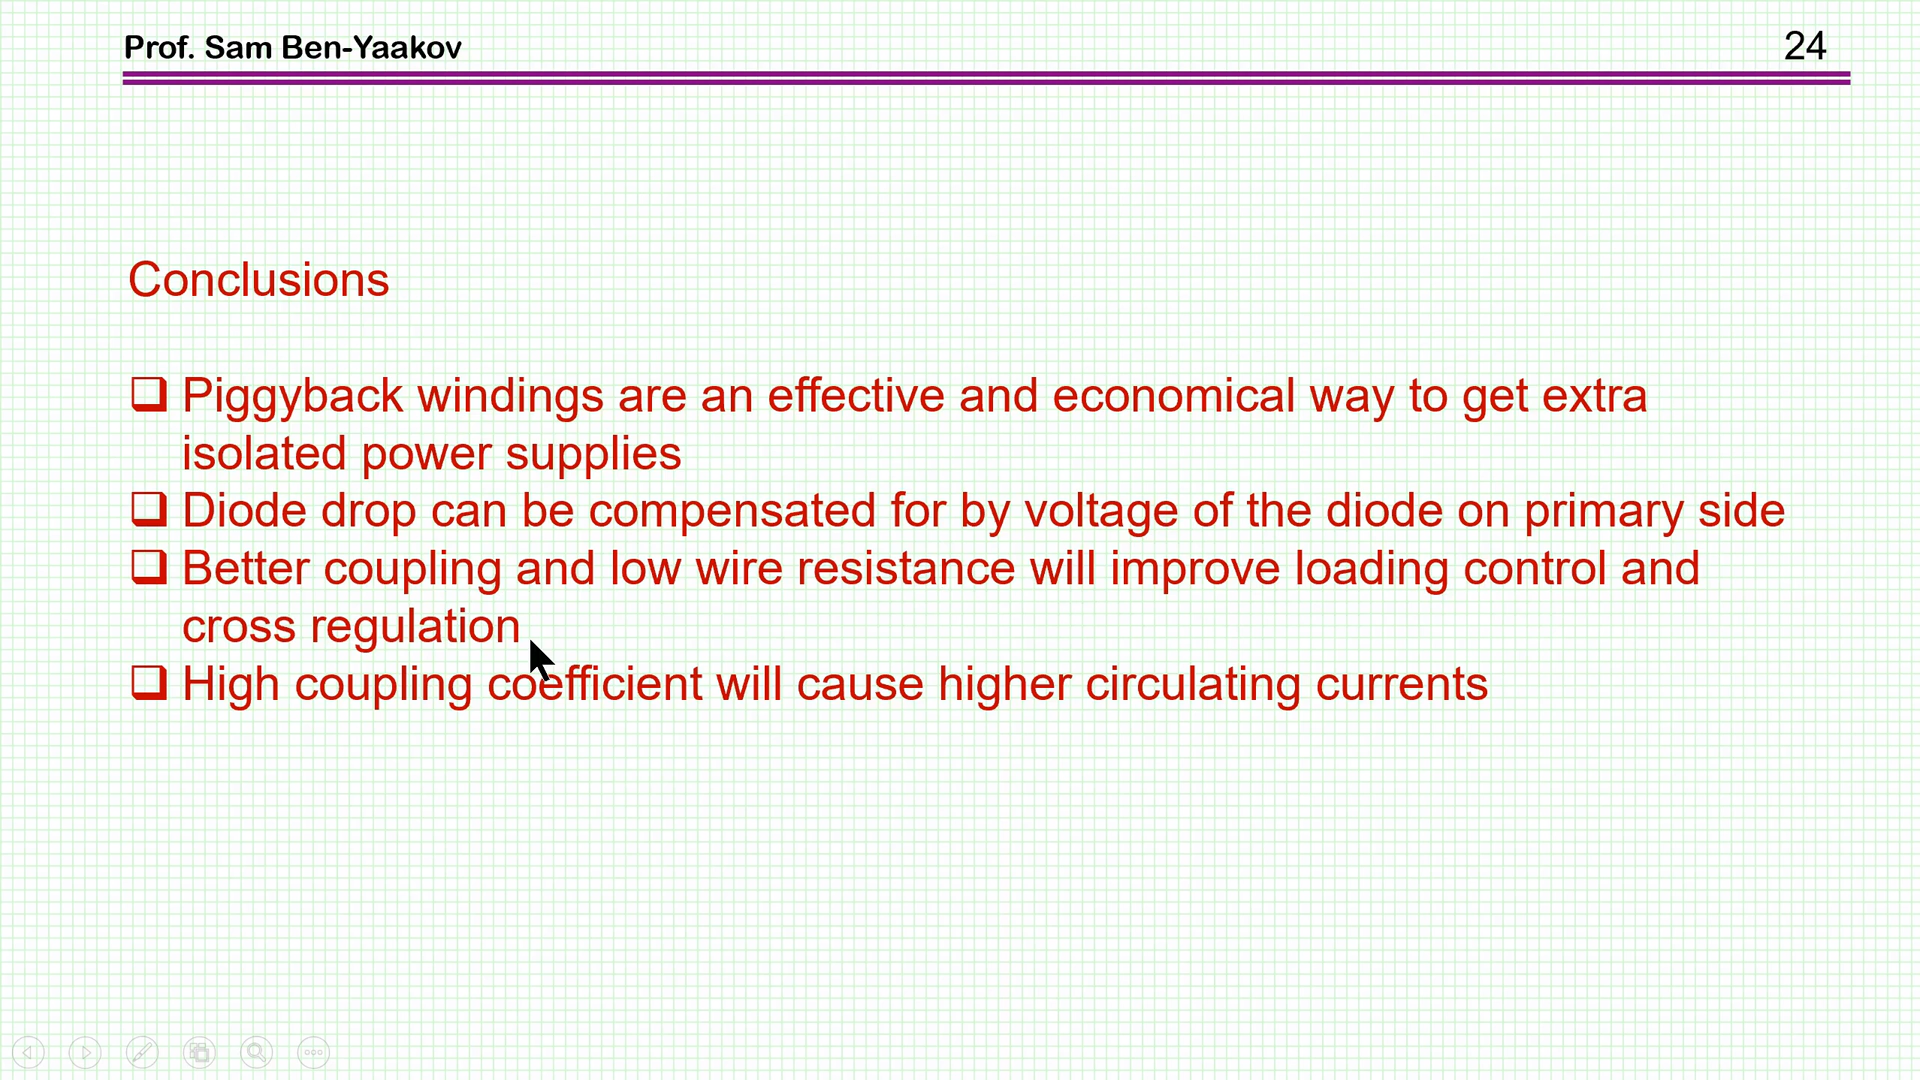 Prof. Sam Ben-Yaakov
24
Conclusions
❑ Piggyback windings are an effective and economical way to get extra
isolated power supplies
❑ Diode drop can be compensated for by voltage of the diode on primary side
❑ Better coupling and low wire resistance will improve loading control and
cross regulation
❑ High coupling coefficient will cause higher circulating currents